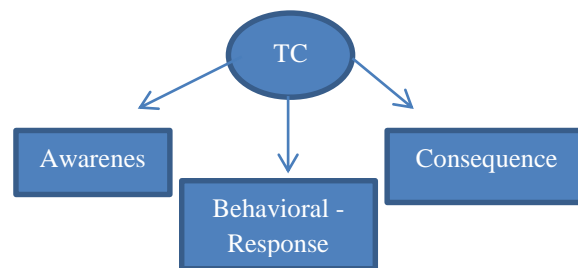 TC
Awarenes
Behavioral -
Response
Consequence